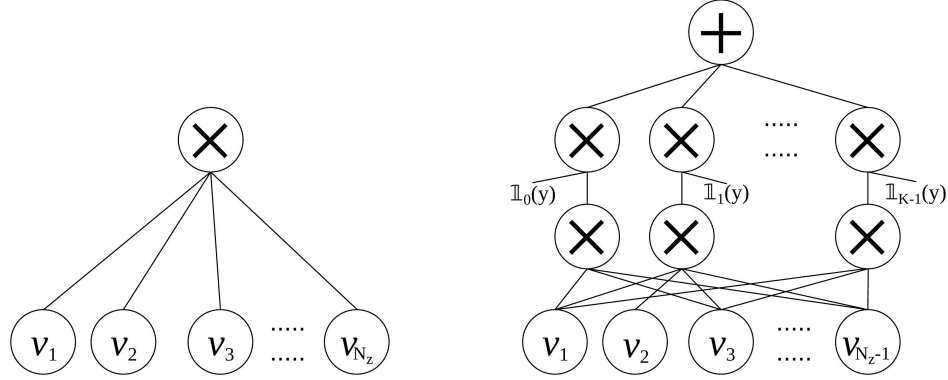 +
× × × ..... ×
.....
𝟙₀(y) 𝟙₁(y) 𝟙K-1(y)
× × ×
v₁ v₂ v₃ ..... vNz
.....
v₁ v₂ v₃ ..... vNz-1
.....